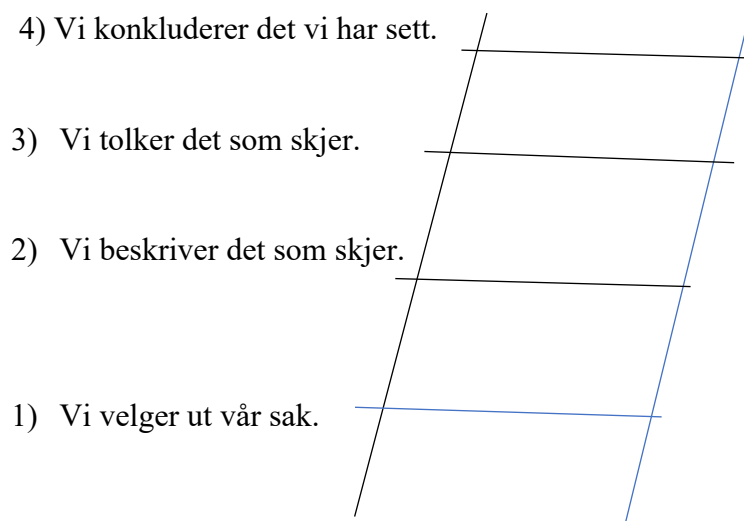 4) Vi konkluderer det vi har sett.
3) Vi tolker det som skjer.
2) Vi beskriver det som skjer.
1) Vi velger ut vår sak.